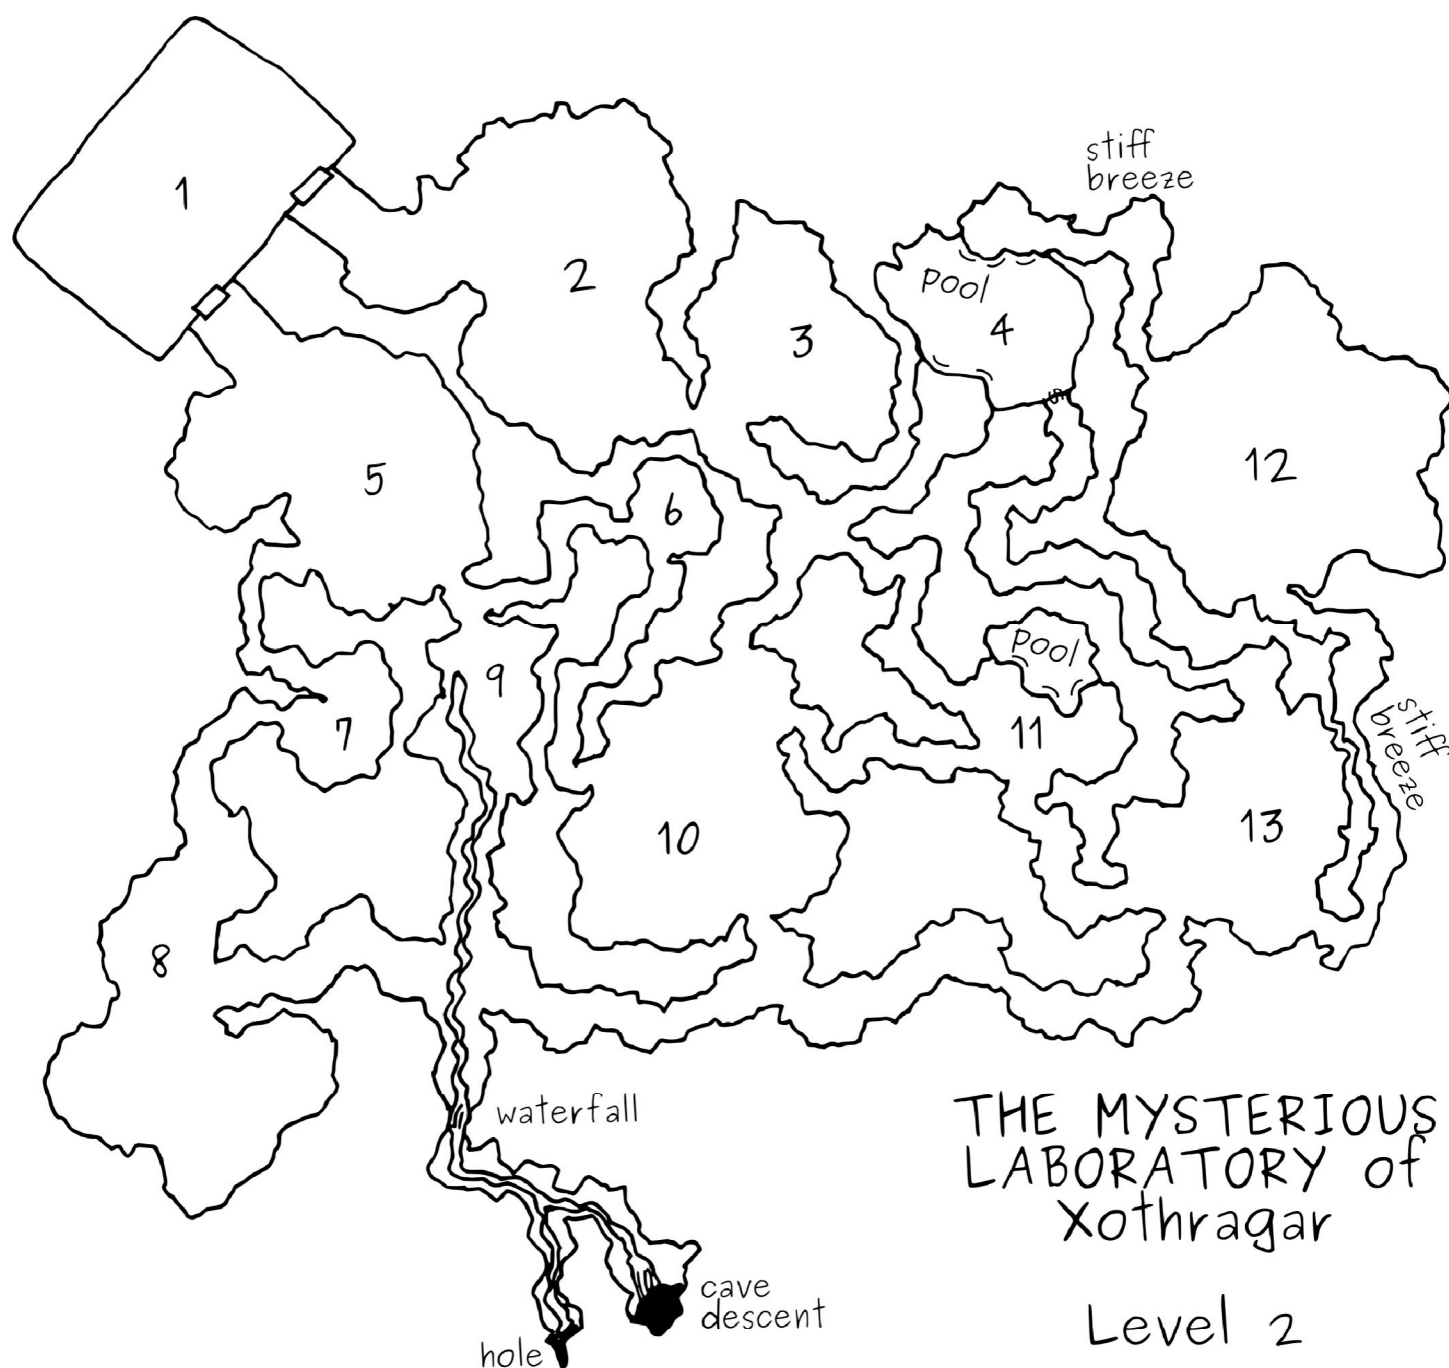 1
2
3
stiff
breeze
pool
4
5
6
12
9
pool
7
11
stiff
breeze
10
13
8
waterfall
THE MYSTERIOUS
LABORATORY of
Xothragar
cave
descent
hole
Level 2
S